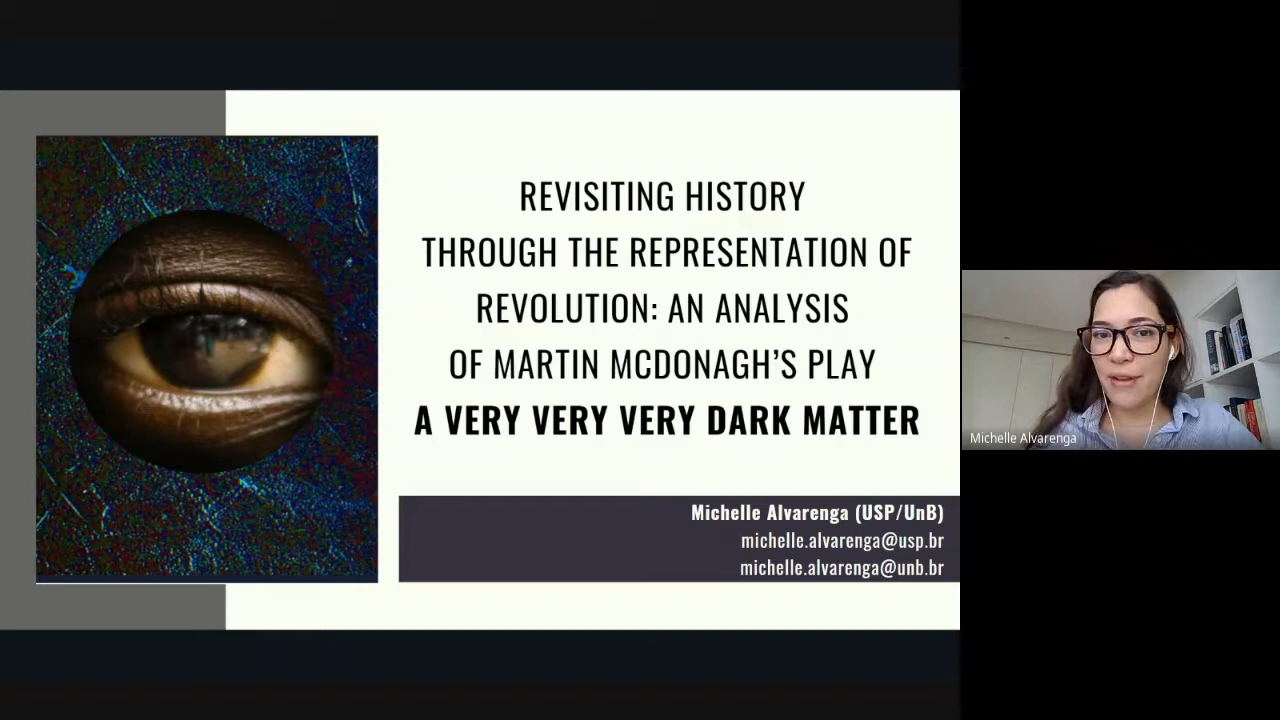 REVISITING HISTORY
THROUGH THE REPRESENTATION OF
REVOLUTION: AN ANALYSIS
OF MARTIN MCDONAGH’S PLAY
A VERY VERY VERY DARK MATTER
Michelle Alvarenga (USP/UnB)
michelle.alvarenga@usp.br
michelle.alvarenga@unb.br
Michelle Alvarenga